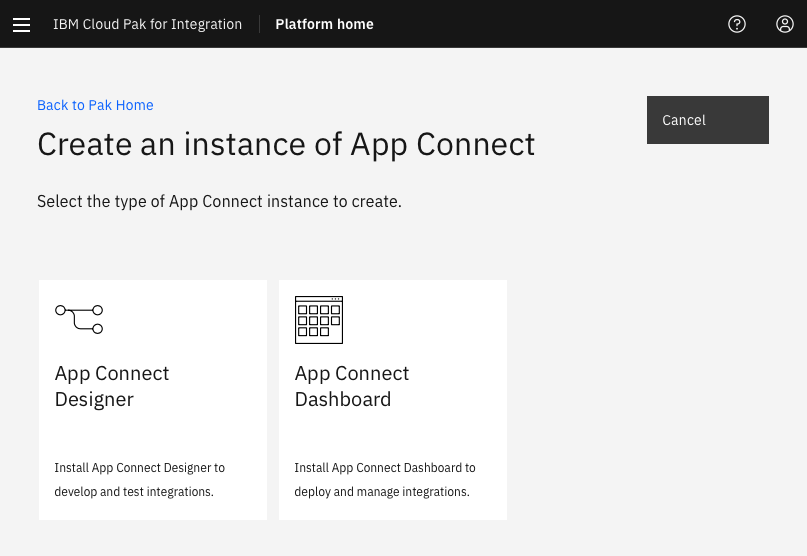 IBM Cloud Pak for Integration
Platform home
Back to Pak Home
Cancel
Create an instance of App Connect
Select the type of App Connect instance to create.
App Connect
Designer
Install App Connect Designer to
develop and test integrations.
App Connect
Dashboard
Install App Connect Dashboard to
deploy and manage integrations.